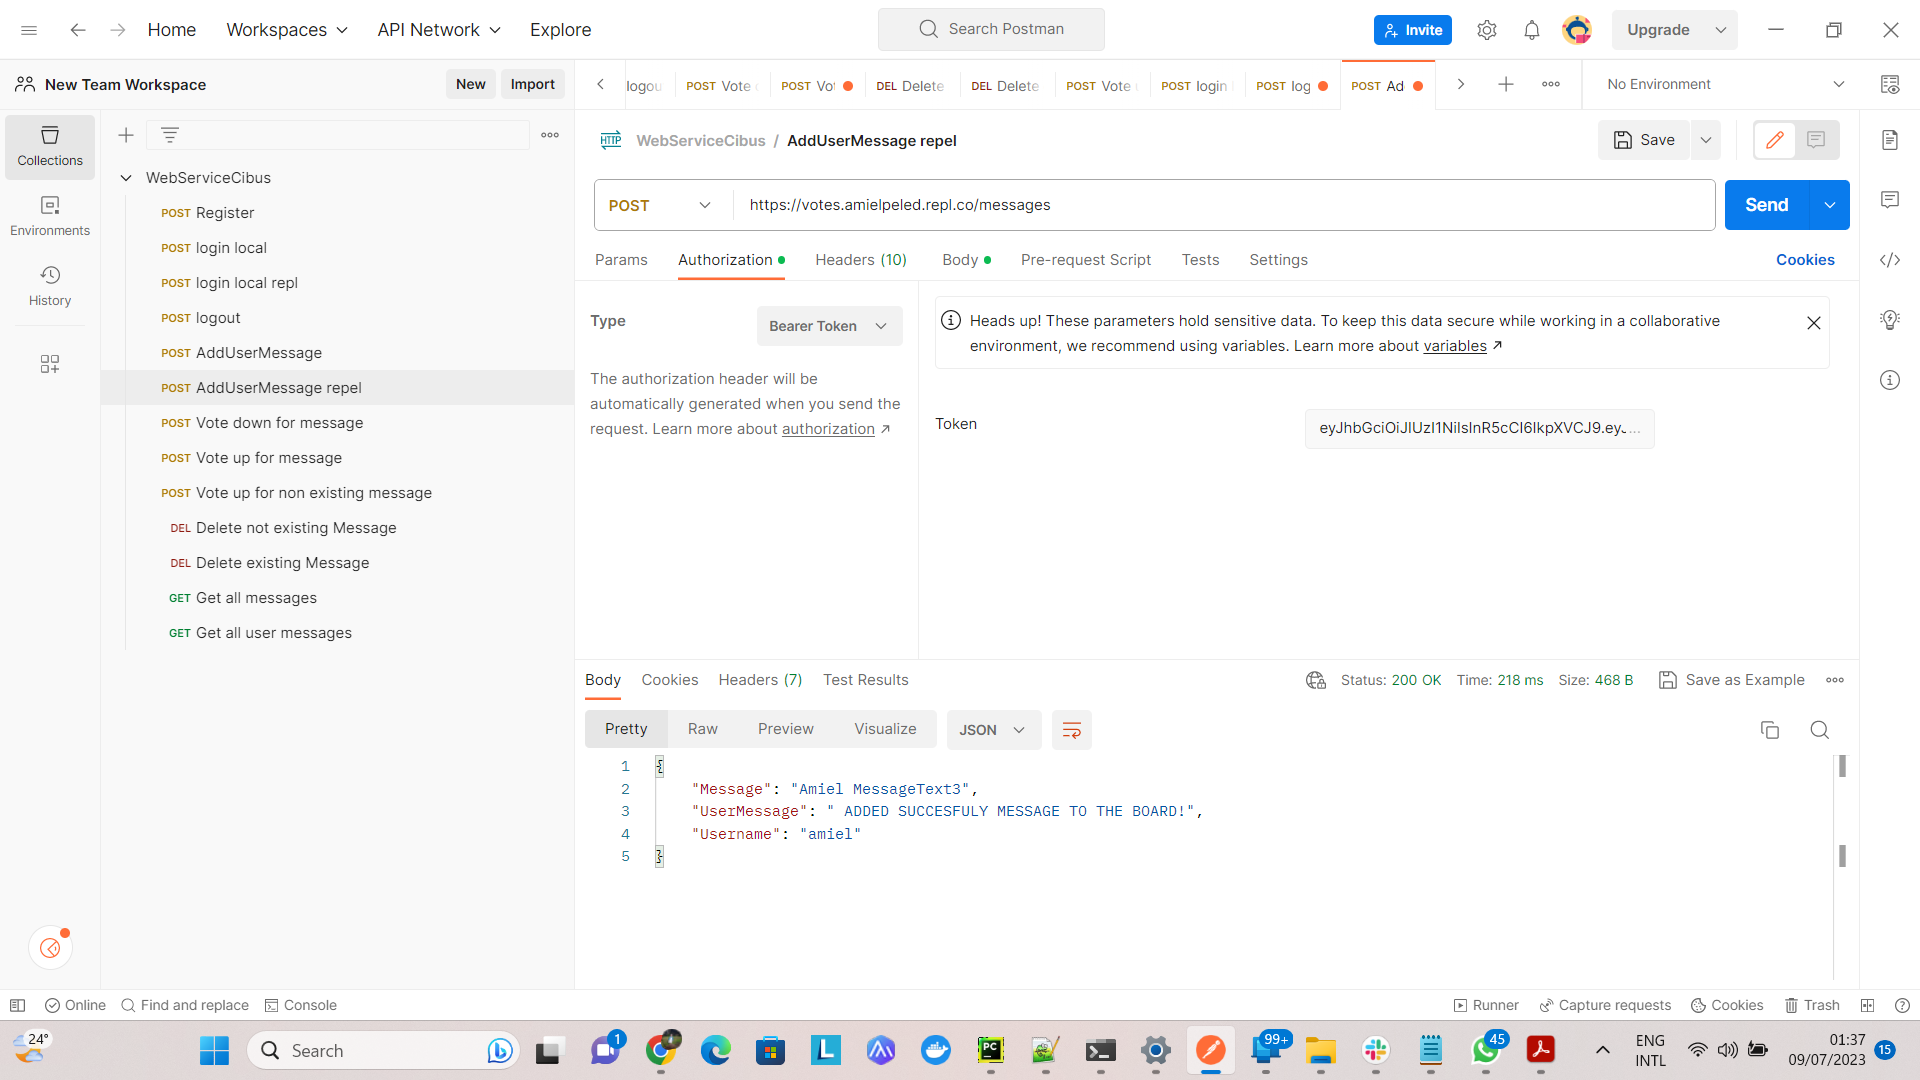 Home
Workspaces
API Network
Explore
Search Postman
Invite
Upgrade
New Team Workspace
New
Import
logou
POST Vote
POST Vo
DEL Delete
DEL Delete
POST Vote
POST login
POST log
POST Ad
No Environment
Collections
Environments
History
WebServiceCibus
POST Register
POST login local
POST login local repl
POST logout
POST AddUserMessage
POST AddUserMessage repel
POST Vote down for message
POST Vote up for message
POST Vote up for non existing message
DEL Delete not existing Message
DEL Delete existing Message
GET Get all messages
GET Get all user messages
HTTP WebServiceCibus / AddUserMessage repel
Save
POST
https://votes.amielpeled.repl.co/messages
Send
Params
Authorization
Headers (10)
Body
Pre-request Script
Tests
Settings
Cookies
Type
Bearer Token
The authorization header will be
automatically generated when you send the
request. Learn more about authorization ↗
Heads up! These parameters hold sensitive data. To keep this data secure while working in a collaborative
environment, we recommend using variables. Learn more about variables ↗
Token
Body
Cookies
Headers (7)
Test Results
Status: 200 OK
Time: 218 ms
Size: 468 B
Save as Example
Pretty
Raw
Preview
Visualize
JSON
1 {
2 "Message": "Amiel MessageText3",
3 "UserMessage": " ADDED SUCCESFULY MESSAGE TO THE BOARD!",
4 "Username": "amiel"
5 }
Online
Find and replace
Console
Runner
Capture requests
Cookies
Trash
24°
Search
1
PC
L
99+
45
ENG
INTL
01:37
09/07/2023
15